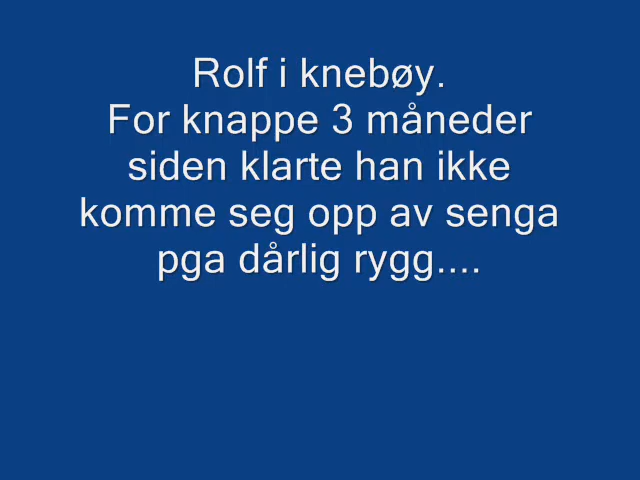 Rolf i knebøy.
For knappe 3 måneder
siden klarte han ikke
komme seg opp av senga
pga dårlig rygg....